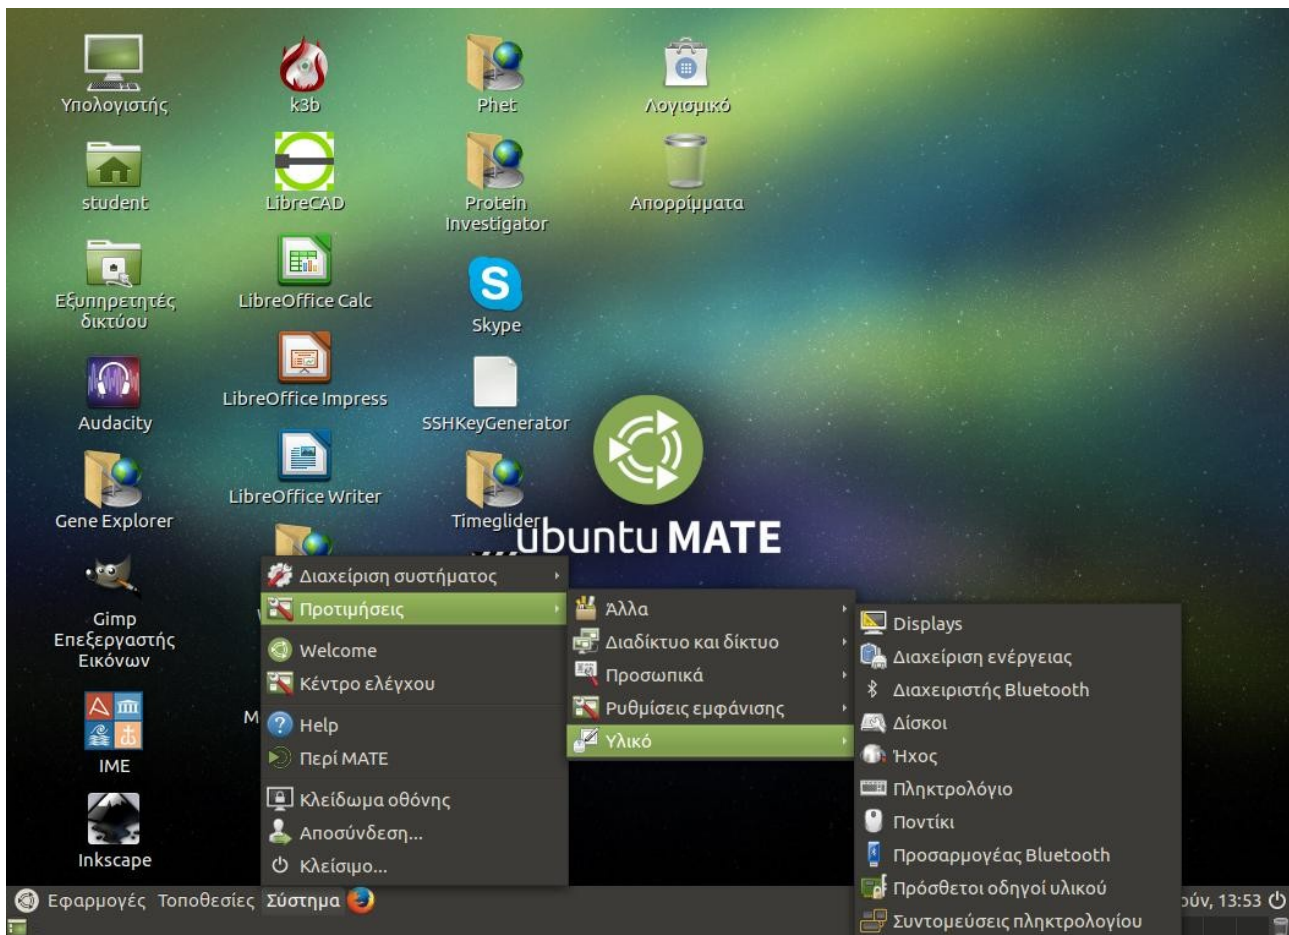 Υπολογιστής
k3b
Phet
Λογισμικό
student
LibreCAD
Protein
Investigator
Απορρίμματα
Εξυπηρετητές
δικτύου
LibreOffice Calc
Skype
Audacity
LibreOffice Impress
SSHKeyGenerator
Gene Explorer
LibreOffice Writer
Timeglider
ubuntu MATE
Gimp
Επεξεργαστής
Εικόνων
IME
Inkscape
Διαχείριση συστήματος
Προτιμήσεις
Welcome
Κέντρο ελέγχου
Help
Περί MATE
Κλείδωμα οθόνης
Αποσύνδεση...
Κλείσιμο...
Άλλα
Διαδίκτυο και δίκτυο
Προσωπικά
Ρυθμίσεις εμφάνισης
Υλικό
Displays
Διαχείριση ενέργειας
Διαχειριστής Bluetooth
Δίσκοι
Ήχος
Πληκτρολόγιο
Ποντίκι
Προσαρμογέας Bluetooth
Πρόσθετοι οδηγοί υλικού
Συντομεύσεις πληκτρολογίου
Εφαρμογές Τοποθεσίες Σύστημα
13:53